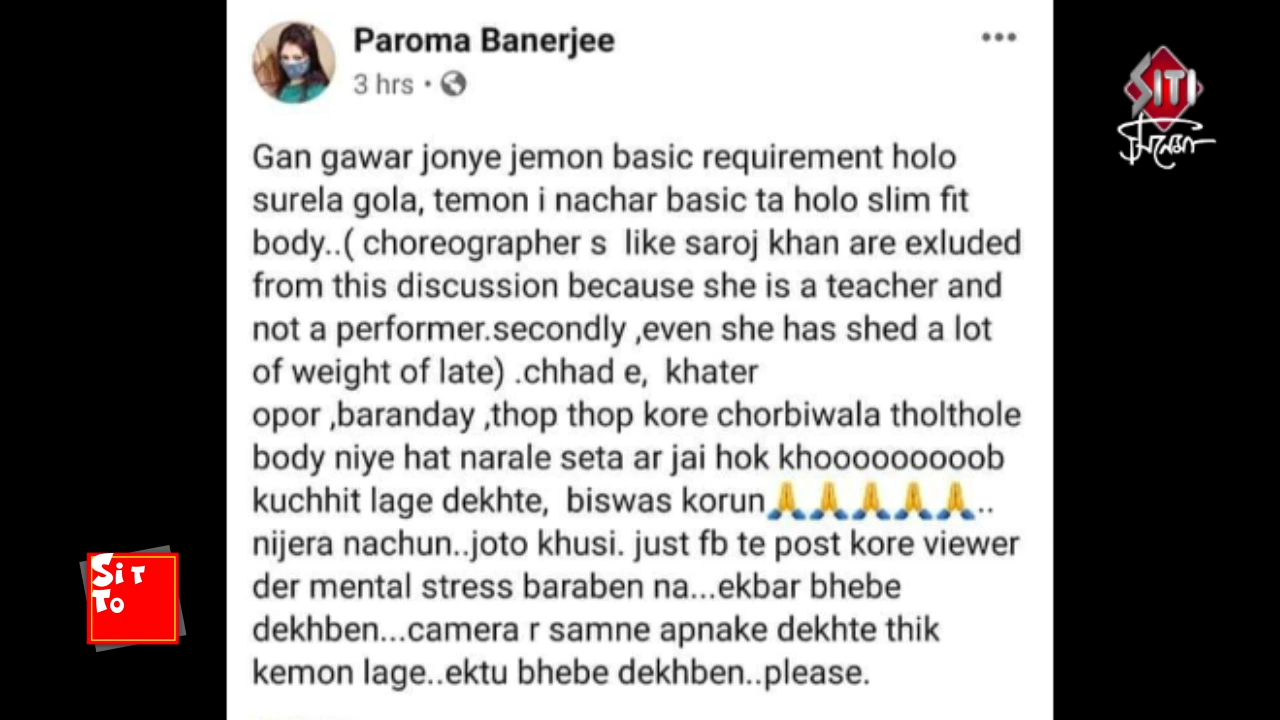 Paroma Banerjee
3 hrs •
Gan gawar jonye jemon basic requirement holo
surela gola, temon i nachar basic ta holo slim fit
body..( choreographer s like saroj khan are exluded
from this discussion because she is a teacher and
not a performer.secondly ,even she has shed a lot
of weight of late) .chhad e, khater
opor ,baranday ,thop thop kore chorbiwala tholthole
body niye hat narale seta ar jai hok khoooooooooob
kuchhit lage dekhte, biswas korun🙏🙏🙏🙏🙏..
nijera nachun..joto khusi. just fb te post kore viewer
der mental stress baraben na...ekbar bhebe
dekhben...camera r samne apnake dekhte thik
kemon lage..ektu bhebe dekhben..please.
SITI
সিনেমা
SiT
To